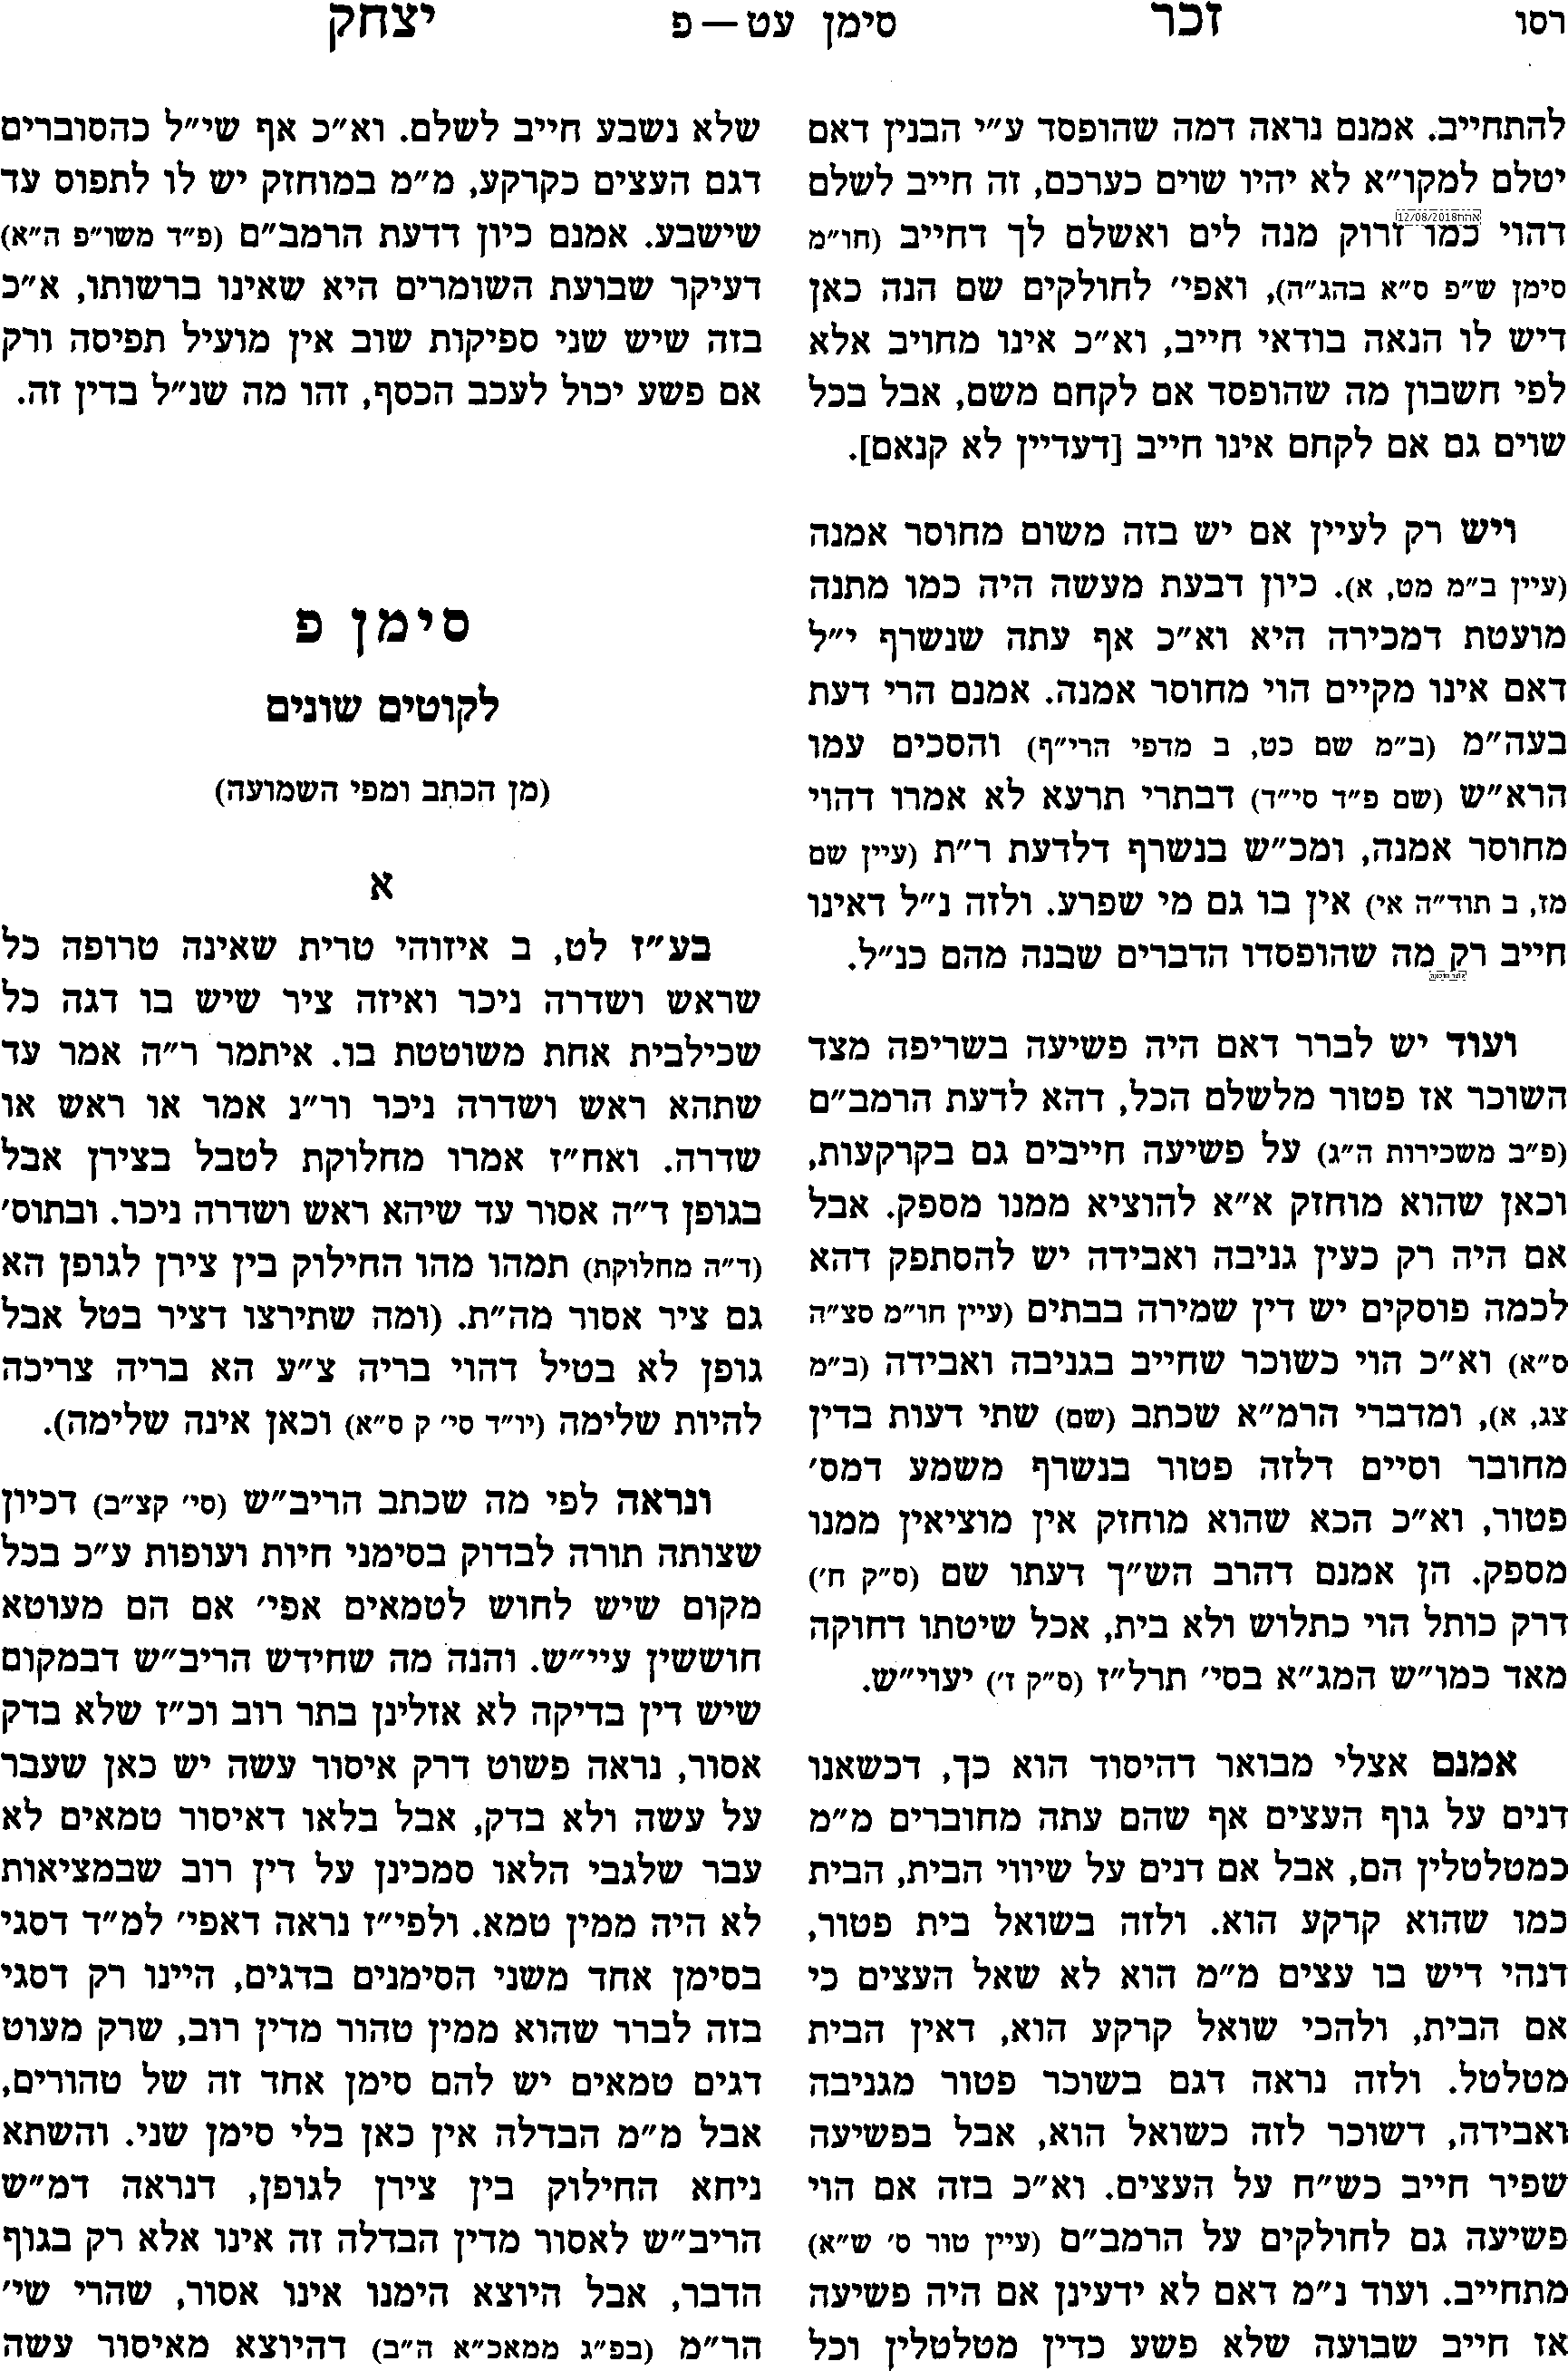 רסו זכר סימן עט — פ יצחק
להתחייב. אמנם נראה דמה שהופסד ע״י הבנין דאם
יטלם למקו״א לא יהיו שוים כערכם, זה חייב לשלם
דהוי כמו זרוק מנה לים ואשלם לך דחייב (חו״מ
סימן ש״פ ס״א בהג״ה), ואפי׳ לחולקים שם הנה כאן
דיש לו הנאה בודאי חייב, וא״כ אינו מחויב אלא
לפי חשבון מה שהופסד אם לקחם משם, אבל בכל
שוים גם אם לקחם אינו חייב [דעדיין לא קנאם].
ויש רק לעיין אם יש בזה משום מחוסר אמנה
(עיין ב״מ מט, א). כיון דבעת מעשה היה כמו מתנה
מועטת דמכירה היא וא״כ אף עתה שנשרף י״ל
דאם אינו מקיים הוי מחוסר אמנה. אמנם הרי דעת
בעה״מ (ב״מ שם כט, ב מדפי הרי״ף) והסכים עמו
הרא״ש (שם פ״ד סי״ד) דבתרי תרעא לא אמרו דהוי
מחוסר אמנה, ומכ״ש בנשרף דלדעת ר״ת (עיין שם
מז, ב תוד״ה אי) אין בו גם מי שפרע. ולזה נ״ל דאינו
חייב רק מה שהופסדו הדברים שבנה מהם כנ״ל.
ועוד יש לברר דאם היה פשיעה בשריפה מצד
השוכר אז פטור מלשלם הכל, דהא לדעת הרמב״ם
(פ״ב משכירות ה״ג) על פשיעה חייבים גם בקרקעות,
וכאן שהוא מוחזק א״א להוציא ממנו מספק. אבל
אם היה רק כעין גניבה ואבידה יש להסתפק דהא
לכמה פוסקים יש דין שמירה בבתים (עיין חו״מ סצ״ה
ס״א) וא״כ הוי כשוכר שחייב בגניבה ואבידה (ב״מ
צג, א), ומדברי הרמ״א שכתב (שם) שתי דעות בדין
מחובר וסיים דלזה פטור בנשרף משמע דמס׳
פטור, וא״כ הכא שהוא מוחזק אין מוציאין ממנו
מספק. הן אמנם דהרב הש״ך דעתו שם (ס״ק ח׳)
דרק כותל הוי כתלוש ולא בית, אכל שיטתו דחוקה
מאד כמו״ש המג״א בסי׳ תרל״ז (ס״ק ז׳) יעוי״ש.
אמנם אצלי מבואר דהיסוד הוא כך, דכשאנו
דנים על גוף העצים אף שהם עתה מחוברים מ״מ
כמטלטלין הם, אבל אם דנים על שיווי הבית, הבית
כמו שהוא קרקע הוא. ולזה בשואל בית פטור,
דנהי דיש בו עצים מ״מ הוא לא שאל העצים כי
אם הבית, ולהכי שואל קרקע הוא, דאין הבית
מטלטל. ולזה נראה דגם בשוכר פטור מגניבה
ואבידה, דשוכר לזה כשואל הוא, אבל בפשיעה
שפיר חייב כש״ח על העצים. וא״כ בזה אם הוי
פשיעה גם לחולקים על הרמב״ם (עיין טור ס׳ ש״א)
מתחייב. ועוד נ״מ דאם לא ידעינן אם היה פשיעה
אז חייב שבועה שלא פשע כדין מטלטלין וכל
שלא נשבע חייב לשלם. וא״כ אף שי״ל כהסוברים
דגם העצים כקרקע, מ״מ במוחזק יש לו לתפוס עד
שישבע. אמנם כיון דדעת הרמב״ם (פ״ד משו״פ ה״א)
דעיקר שבועת השומרים היא שאינו ברשותו, א״כ
בזה שיש שני ספיקות שוב אין מועיל תפיסה ורק
אם פשע יכול לעכב הכסף, זהו מה שנ״ל בדין זה.
סימן פ
לקוטים שונים
(מן הכתב ומפי השמועה)
א
בע״ז לט, ב איזוהי טרית שאינה טרופה כל
שראש ושדרה ניכר ואיזה ציר שיש בו דגה כל
שכילבית אחת משוטטת בו. איתמר ר״ה אמר עד
שתהא ראש ושדרה ניכר ור״נ אמר או ראש או
שדרה. ואח״ז אמרו מחלוקת לטבל בצירן אבל
בגופן ד״ה אסור עד שיהא ראש ושדרה ניכר. ובתוס׳
(ד״ה מחלוקת) תמהו מהו החילוק בין צירן לגופן הא
גם ציר אסור מה״ת. (ומה שתירצו דציר בטל אבל
גופן לא בטיל דהוי בריה צ״ע הא בריה צריכה
להיות שלימה (יו״ד סי׳ ק ס״א) וכאן אינה שלימה).
ונראה לפי מה שכתב הריב״ש (סי׳ קצ״ב) דכיון
שצותה תורה לבדוק בסימני חיות ועופות ע״כ בכל
מקום שיש לחוש לטמאים אפי׳ אם הם מעוטא
חוששין עיי״ש. והנה מה שחידש הריב״ש דבמקום
שיש דין בדיקה לא אזלינן בתר רוב וכ״ז שלא בדק
אסור, נראה פשוט דרק איסור עשה יש כאן שעבר
על עשה ולא בדק, אבל בלאו דאיסור טמאים לא
עבר שלגבי הלאו סמכינן על דין רוב שבמציאות
לא היה ממין טמא. ולפי״ז נראה דאפי׳ למ״ד דסגי
בסימן אחד משני הסימנים בדגים, היינו רק דסגי
בזה לברר שהוא ממין טהור מדין רוב, שרק מעוט
דגים טמאים יש להם סימן אחד זה של טהורים,
אבל מ״מ הבדלה אין כאן בלי סימן שני. והשתא
ניחא החילוק בין צירן לגופן, דנראה דמ״ש
הריב״ש לאסור מדין הבדלה זה אינו אלא רק בגוף
הדבר, אבל היוצא הימנו אינו אסור, שהרי שי׳
הר״מ (בפ״ג ממאכ״א ה״ב) דהיוצא מאיסור עשה